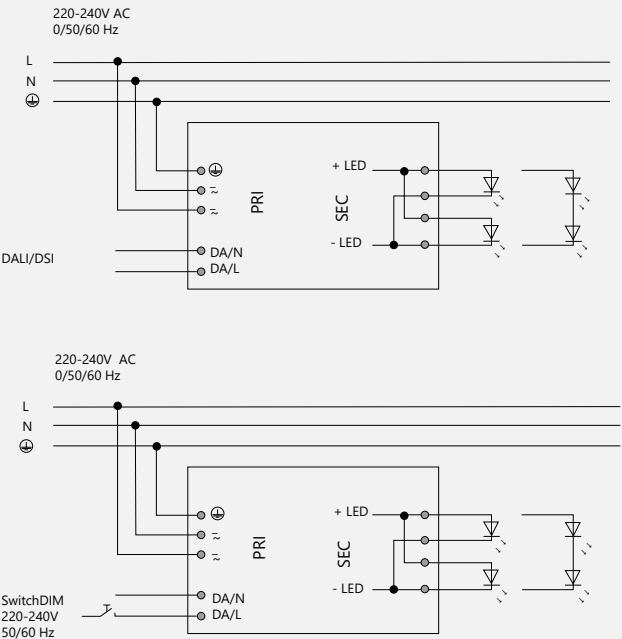 220-240V AC
0/50/60 Hz
L
N
+ LED
PRI
SEC
- LED
DA/N
DA/L
DALI/DSI
220-240V AC
0/50/60 Hz
L
N
+ LED
PRI
SEC
- LED
DA/N
DA/L
SwitchDIM
220-240V
50/60 Hz